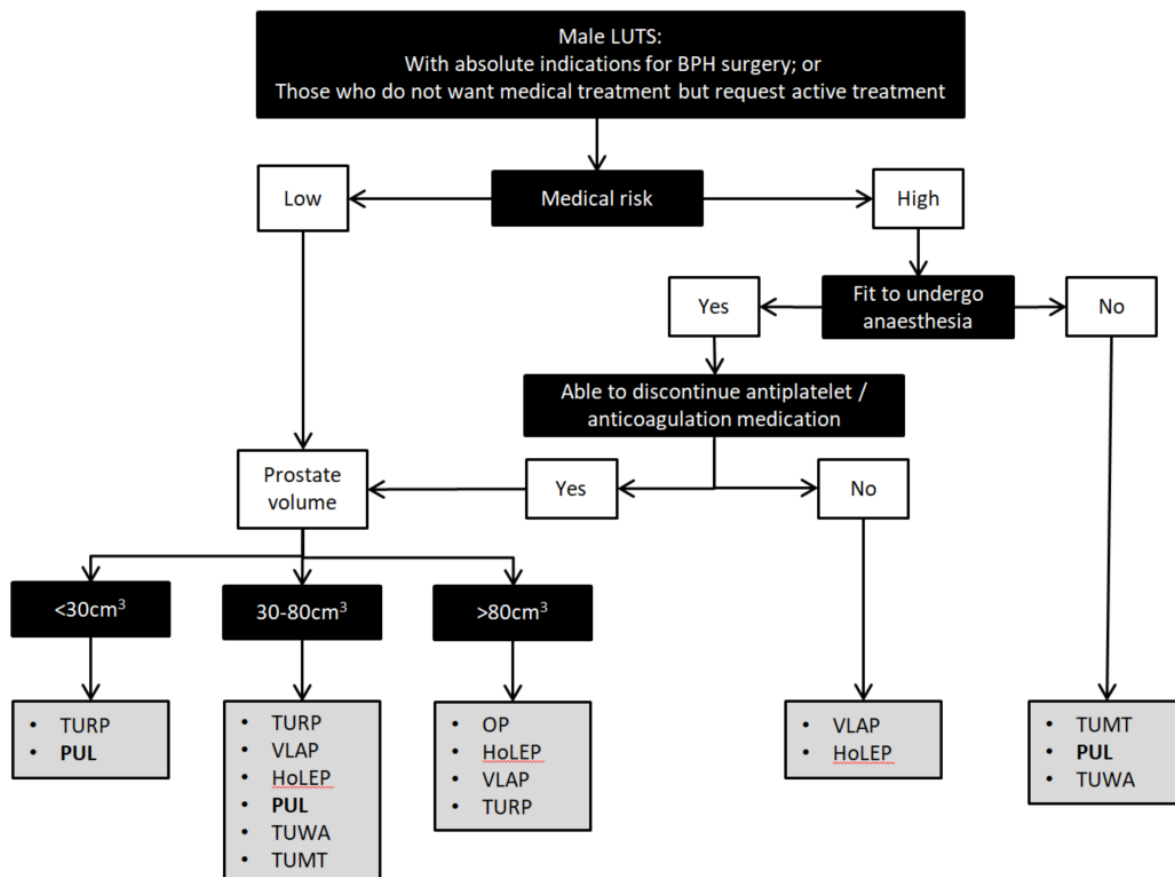 Male LUTS:
With absolute indications for BPH surgery; or
Those who do not want medical treatment but request active treatment
Low
Medical risk
High
Yes
Fit to undergo
anaesthesia
No
Able to discontinue antiplatelet /
anticoagulation medication
Prostate
volume
Yes
No
<30cm³
30-80cm³
>80cm³
• TURP
• PUL
• TURP
• VLAP
• HoLEP
• PUL
• TUWA
• TUMT
• OP
• HoLEP
• VLAP
• TURP
• VLAP
• HoLEP
• TUMT
• PUL
• TUWA